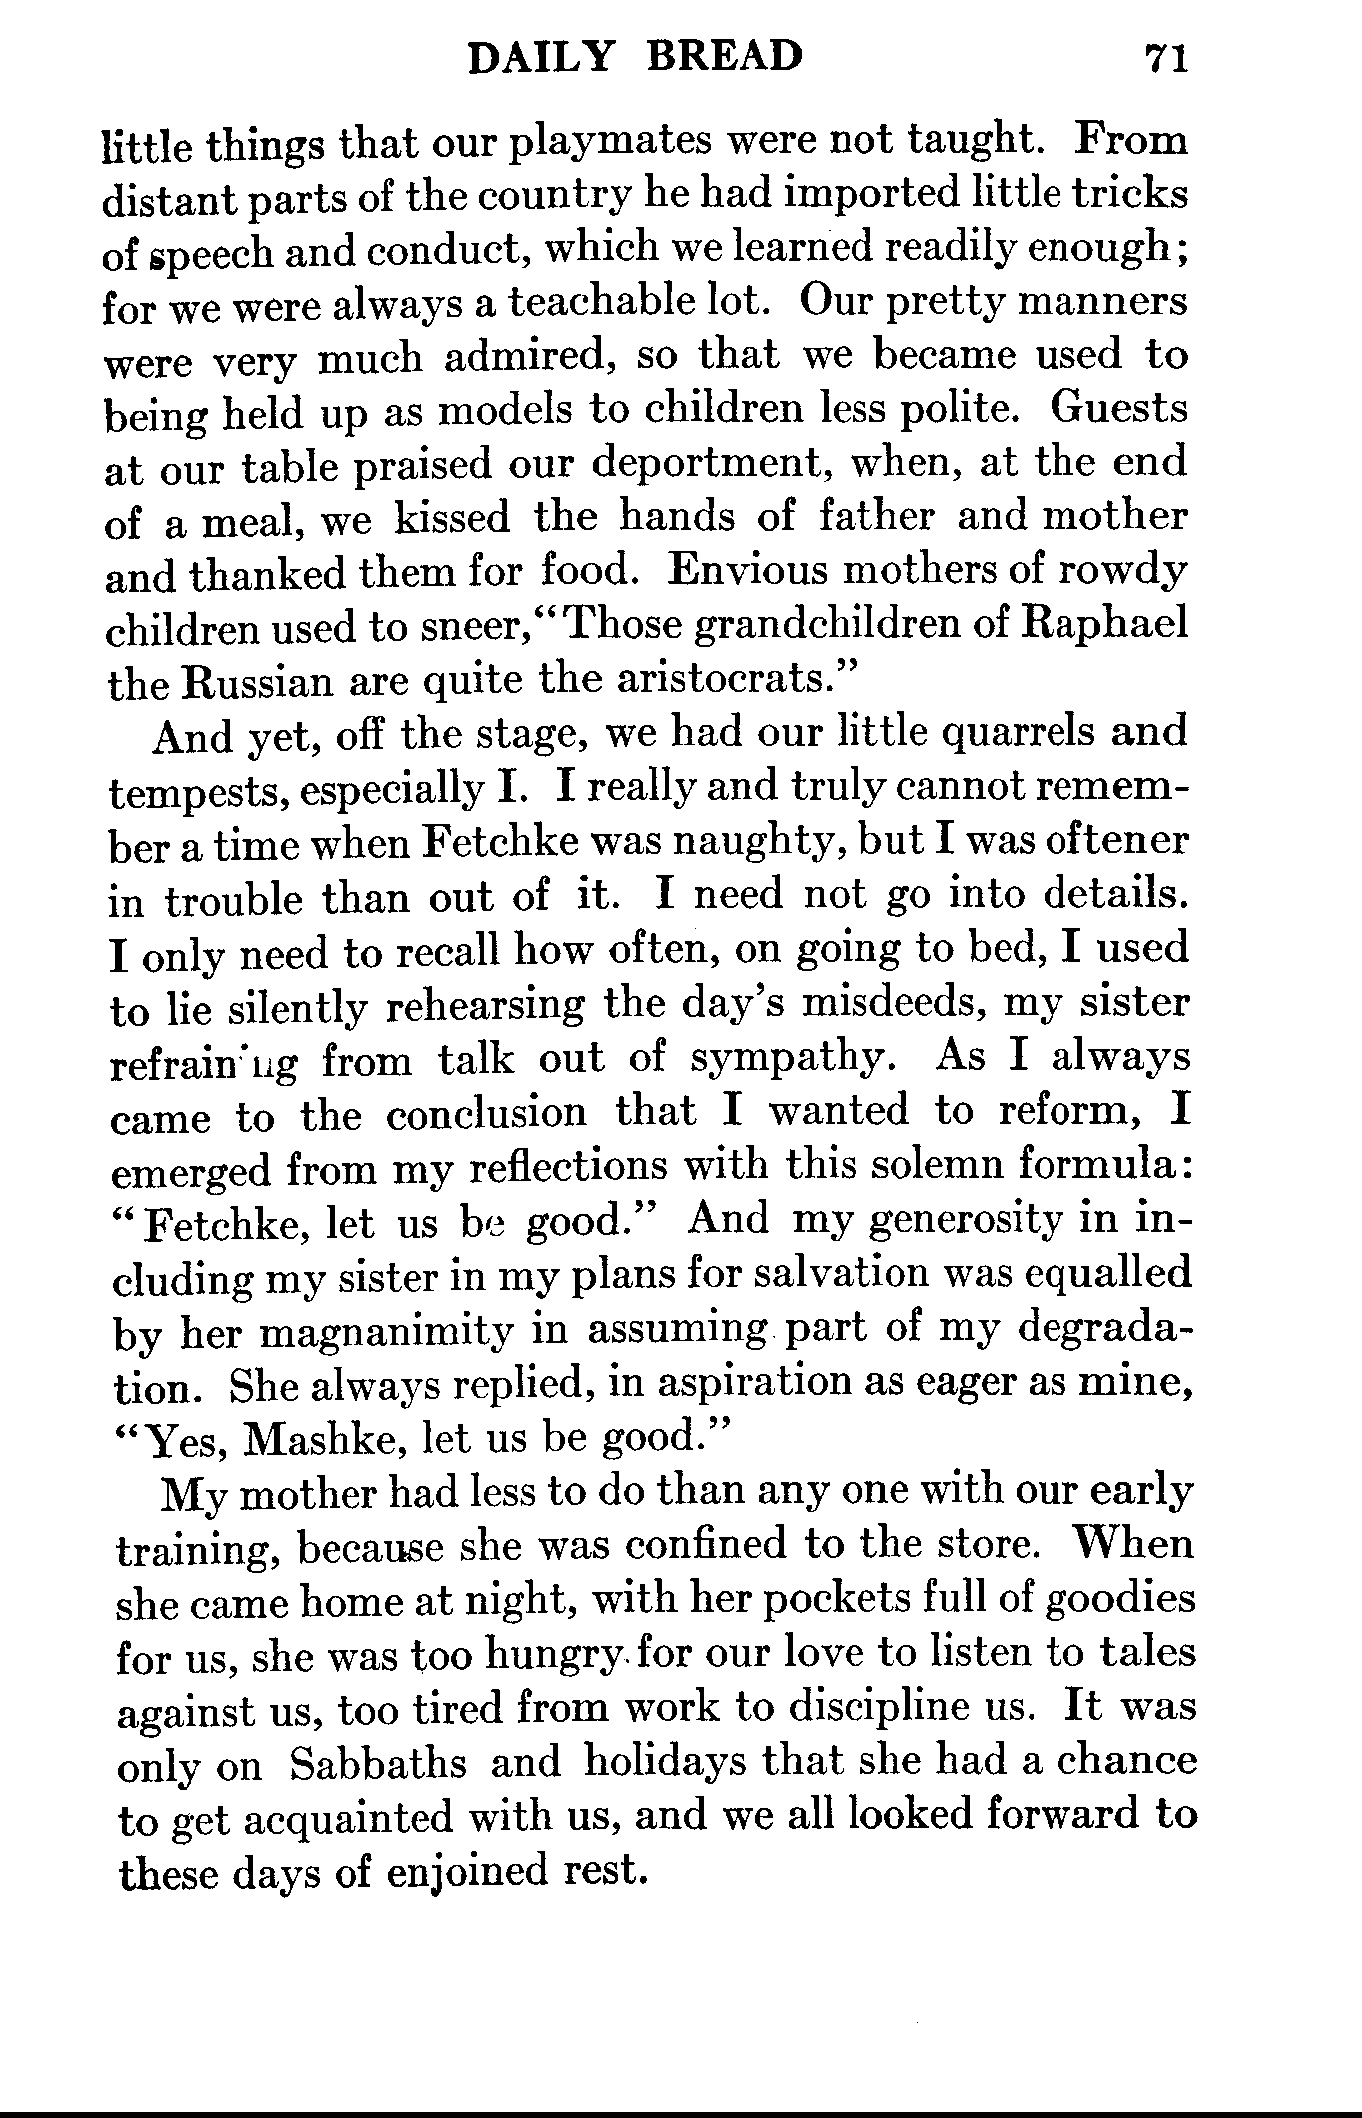 DAILY BREAD 71
little things that our playmates were not taught. From
distant parts of the country he had imported little tricks
of speech and conduct, which we learned readily enough;
for we were always a teachable lot. Our pretty manners
were very much admired, so that we became used to
being held up as models to children less polite. Guests
at our table praised our deportment, when, at the end
of a meal, we kissed the hands of father and mother
and thanked them for food. Envious mothers of rowdy
children used to sneer, “Those grandchildren of Raphael
the Russian are quite the aristocrats.”
And yet, off the stage, we had our little quarrels and
tempests, especially I. I really and truly cannot remem-
ber a time when Fetchke was naughty, but I was oftener
in trouble than out of it. I need not go into details.
I only need to recall how often, on going to bed, I used
to lie silently rehearsing the day’s misdeeds, my sister
refraining from talk out of sympathy. As I always
came to the conclusion that I wanted to reform, I
emerged from my reflections with this solemn formula:
“Fetchke, let us be good.” And my generosity in in-
cluding my sister in my plans for salvation was equalled
by her magnanimity in assuming part of my degrada-
tion. She always replied, in aspiration as eager as mine,
“Yes, Mashke, let us be good.”
My mother had less to do than any one with our early
training, because she was confined to the store. When
she came home at night, with her pockets full of goodies
for us, she was too hungry for our love to listen to tales
against us, too tired from work to discipline us. It was
only on Sabbaths and holidays that she had a chance
to get acquainted with us, and we all looked forward to
these days of enjoined rest.